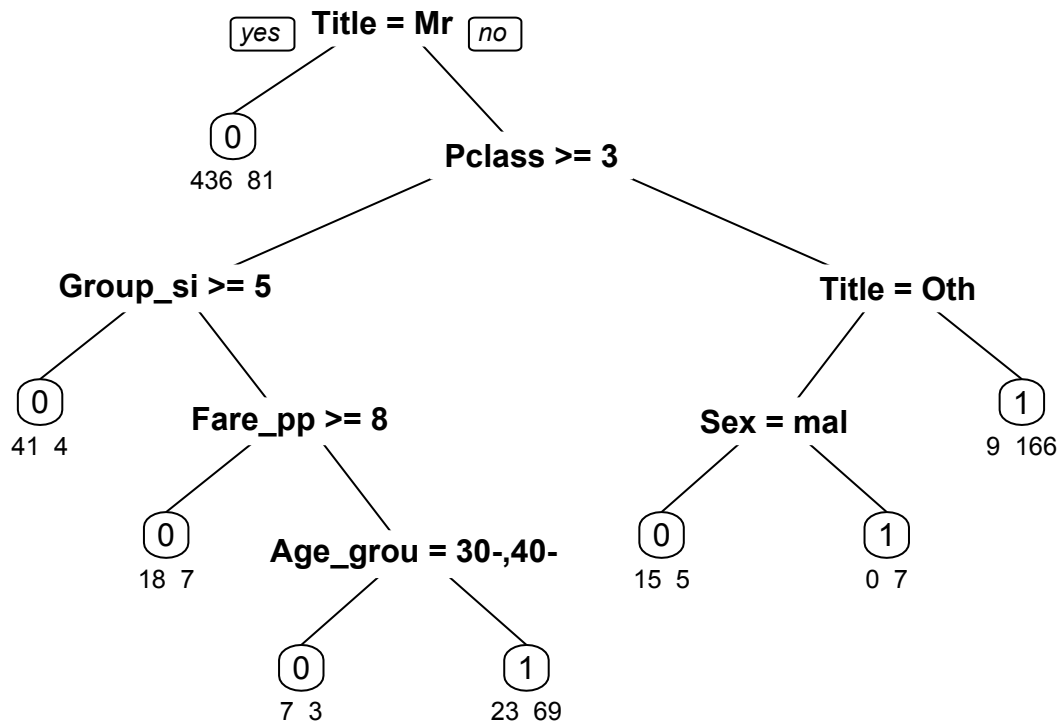 yes Title = Mr no
0
436 81
Pclass >= 3
Group_si >= 5
Title = Oth
0
41 4
Fare_pp >= 8
Sex = mal
1
9 166
0
18 7
Age_grou = 30-,40-
0
15 5
1
0 7
0
7 3
1
23 69